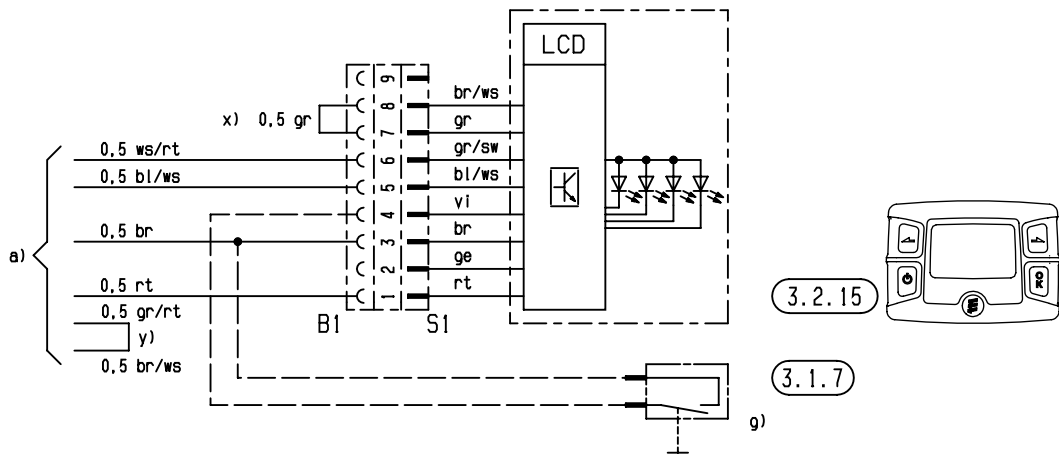 LCD
9
8
7
6
5
4
3
2
1
x) 0,5 gr
0,5 ws/rt
0,5 bl/ws
0,5 br
a)
0,5 rt
0,5 gr/rt
y)
0,5 br/ws
B1
S1
br/ws
gr
gr/sw
bl/ws
vi
br
ge
rt
3.2.15
OK
3.1.7
g)